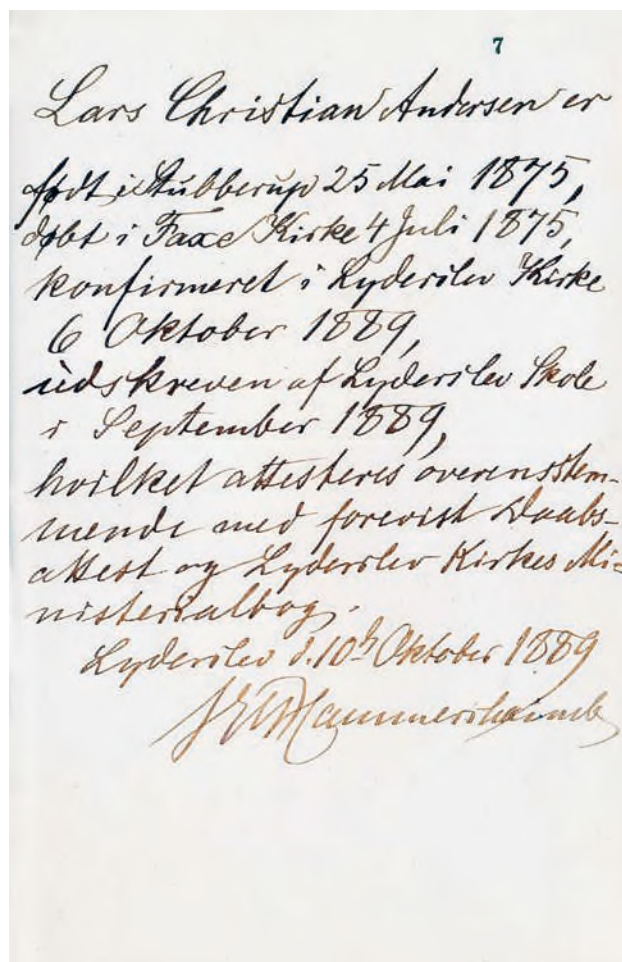 7
Lars Christian Andersen er
født i Stubberup 25 Mai 1875,
døbt i Faxe Kirke 4 Juli 1875,
konfirmeret i Lyderslev Kirke
6 Oktober 1889,
udskreven af Lyderslev Skole
i September 1889,
hvilket attesteres overensstem-
mende med forevist Daabs-
attest og Lyderslev Kirkes Mi-
nisterialbog.
Lyderslev d. 10d Oktober 1889
Hammershaimb